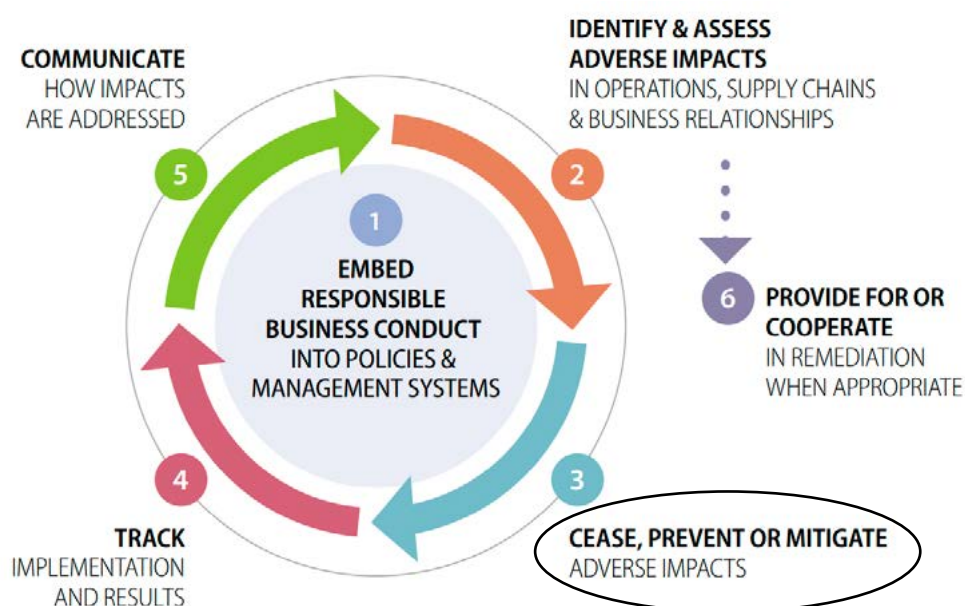 COMMUNICATE
HOW IMPACTS
ARE ADDRESSED
5
IDENTIFY & ASSESS
ADVERSE IMPACTS
IN OPERATIONS, SUPPLY CHAINS
& BUSINESS RELATIONSHIPS
2
1
EMBED
RESPONSIBLE
BUSINESS CONDUCT
INTO POLICIES &
MANAGEMENT SYSTEMS
6
PROVIDE FOR OR
COOPERATE
IN REMEDIATION
WHEN APPROPRIATE
4
TRACK
IMPLEMENTATION
AND RESULTS
3
CEASE, PREVENT OR MITIGATE
ADVERSE IMPACTS